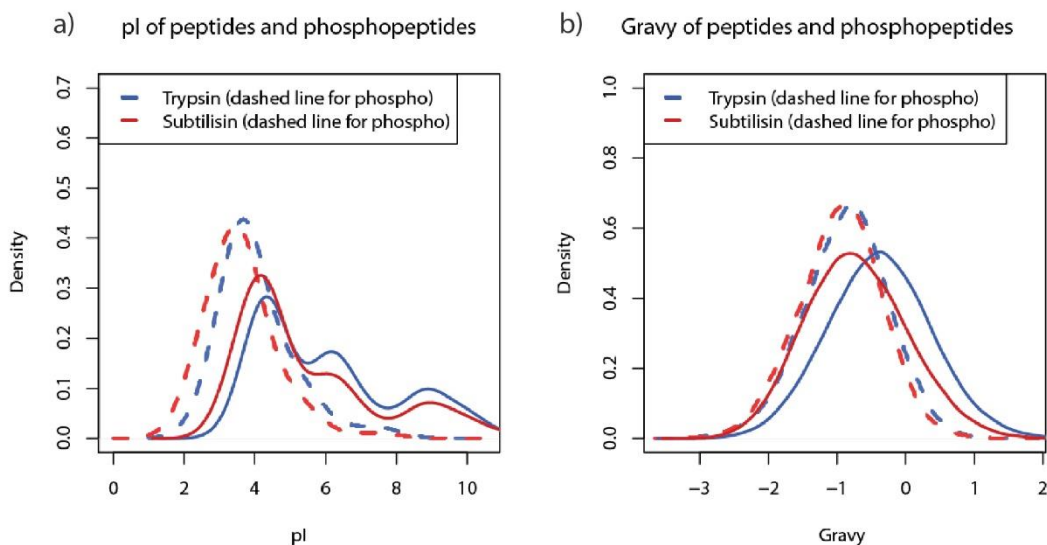 a) pI of peptides and phosphopeptides
Trypsin (dashed line for phospho)
Subtilisin (dashed line for phospho)
Density
0.0 0.1 0.2 0.3 0.4 0.5 0.6 0.7
0 2 4 6 8 10
pI
b) Gravy of peptides and phosphopeptides
Trypsin (dashed line for phospho)
Subtilisin (dashed line for phospho)
Density
0.0 0.2 0.4 0.6 0.8 1.0
−3 −2 −1 0 1 2
Gravy